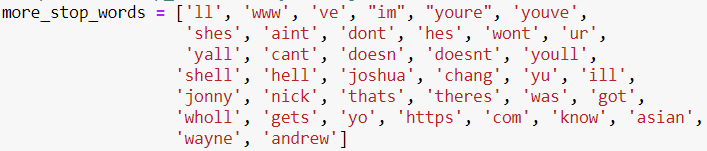 more_stop_words = ['ll', 'www', 've', "im", "youre", 'youve',
'shes', 'aint', 'dont', 'hes', 'wont', 'ur',
'yall', 'cant', 'doesn', 'doesnt', 'youll',
'shell', 'hell', 'joshua', 'chang', 'yu', 'ill',
'jonny', 'nick', 'thats', 'theres', 'was', 'got',
'wholl', 'gets', 'yo', 'https', 'com', 'know', 'asian',
'wayne', 'andrew']